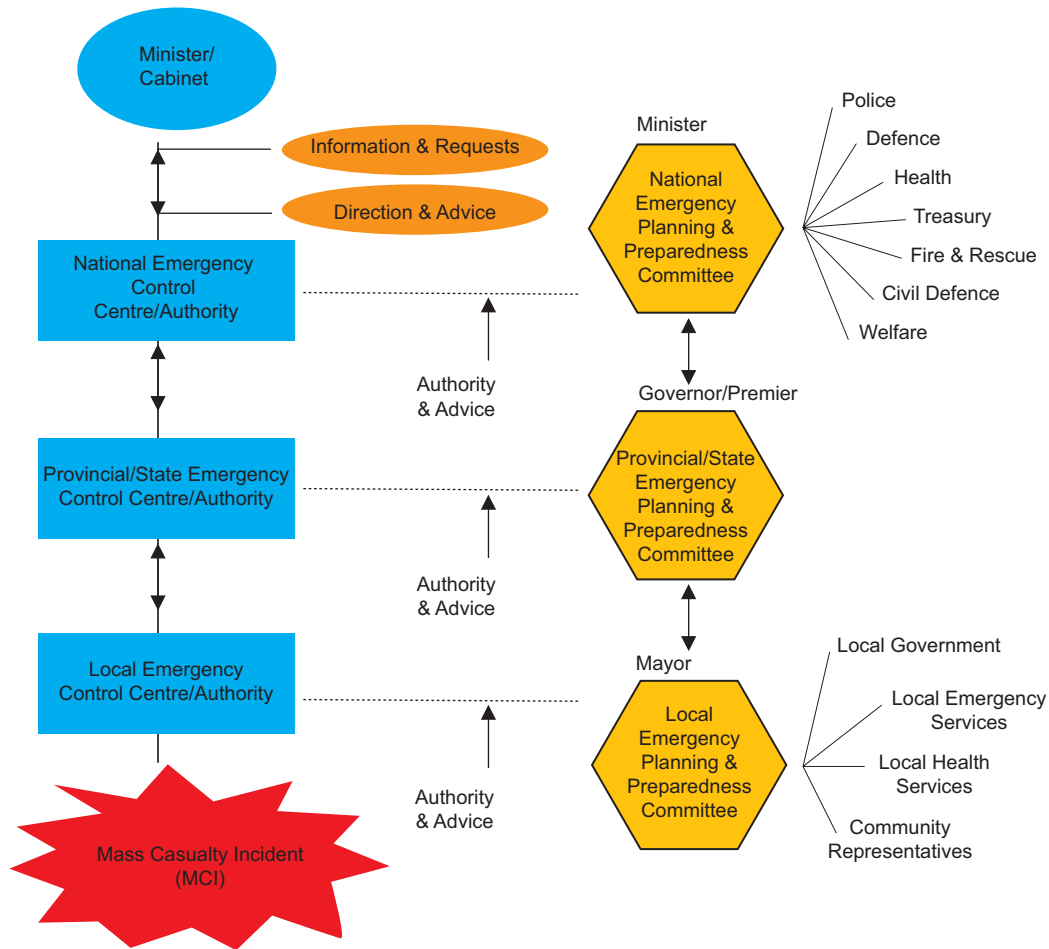 Minister/
Cabinet
Information & Requests
Direction & Advice
National Emergency
Control
Centre/Authority
Authority
& Advice
Provincial/State Emergency
Control Centre/Authority
Authority
& Advice
Local Emergency
Control Centre/Authority
Authority
& Advice
Mass Casualty Incident
(MCI)
Minister
National
Emergency
Planning &
Preparedness
Committee
Police
Defence
Health
Treasury
Fire & Rescue
Civil Defence
Welfare
Governor/Premier
Provincial/State
Emergency
Planning &
Preparedness
Committee
Mayor
Local
Emergency
Planning &
Preparedness
Committee
Local Government
Local Emergency
Services
Local Health
Services
Community
Representatives